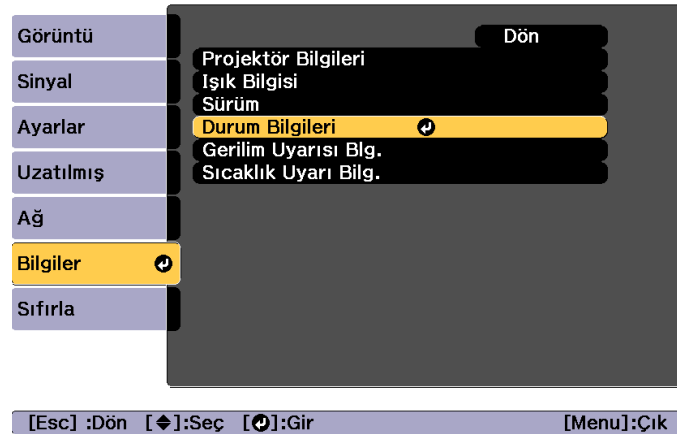 Görüntü
Sinyal
Ayarlar
Uzatılmış
Ağ
Bilgiler
Sıfırla
Dön
Projektör Bilgileri
Işık Bilgisi
Sürüm
Durum Bilgileri
Gerilim Uyarısı Blg.
Sıcaklık Uyarı Bilg.
[Esc] :Dön [◆]:Seç [↵]:Gir [Menu]:Çık